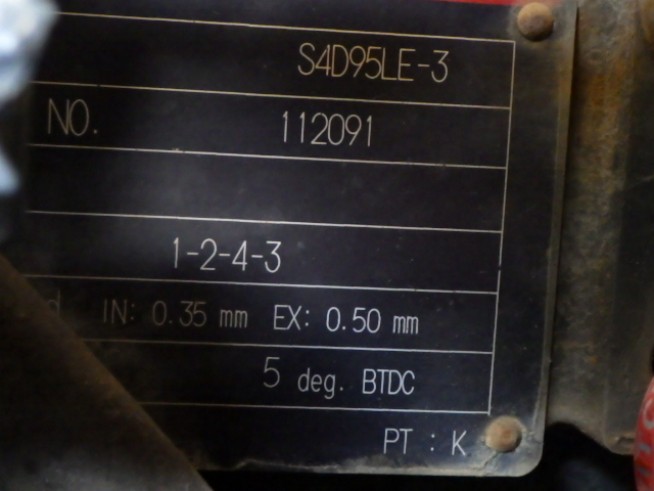 S4D95LE-3
NO. 112091
1-2-4-3
IN: 0.35 mm EX: 0.50 mm
5 deg. BTDC
PT : K